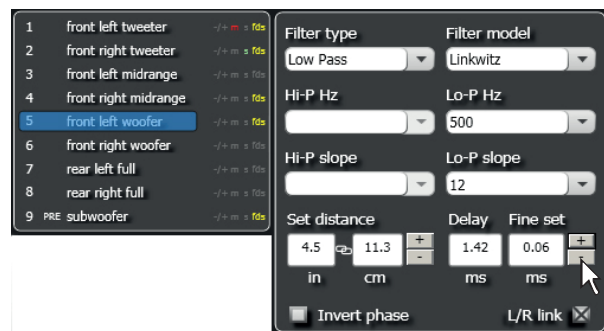 1 front left tweeter -/+ m s fds
2 front right tweeter -/+ m s fds
3 front left midrange -/+ m s fds
4 front right midrange -/+ m s fds
5 front left woofer -/+ m s fds
6 front right woofer -/+ m s fds
7 rear left full -/+ m s fds
8 rear right full -/+ m s fds
9 PRE subwoofer -/+ m s fds
Filter type Filter model
Low Pass Linkwitz
Hi-P Hz Lo-P Hz
500
Hi-P slope Lo-P slope
12
Set distance Delay Fine set
4.5 11.3 + - 1.42 0.06 + -
in cm ms ms
Invert phase L/R link